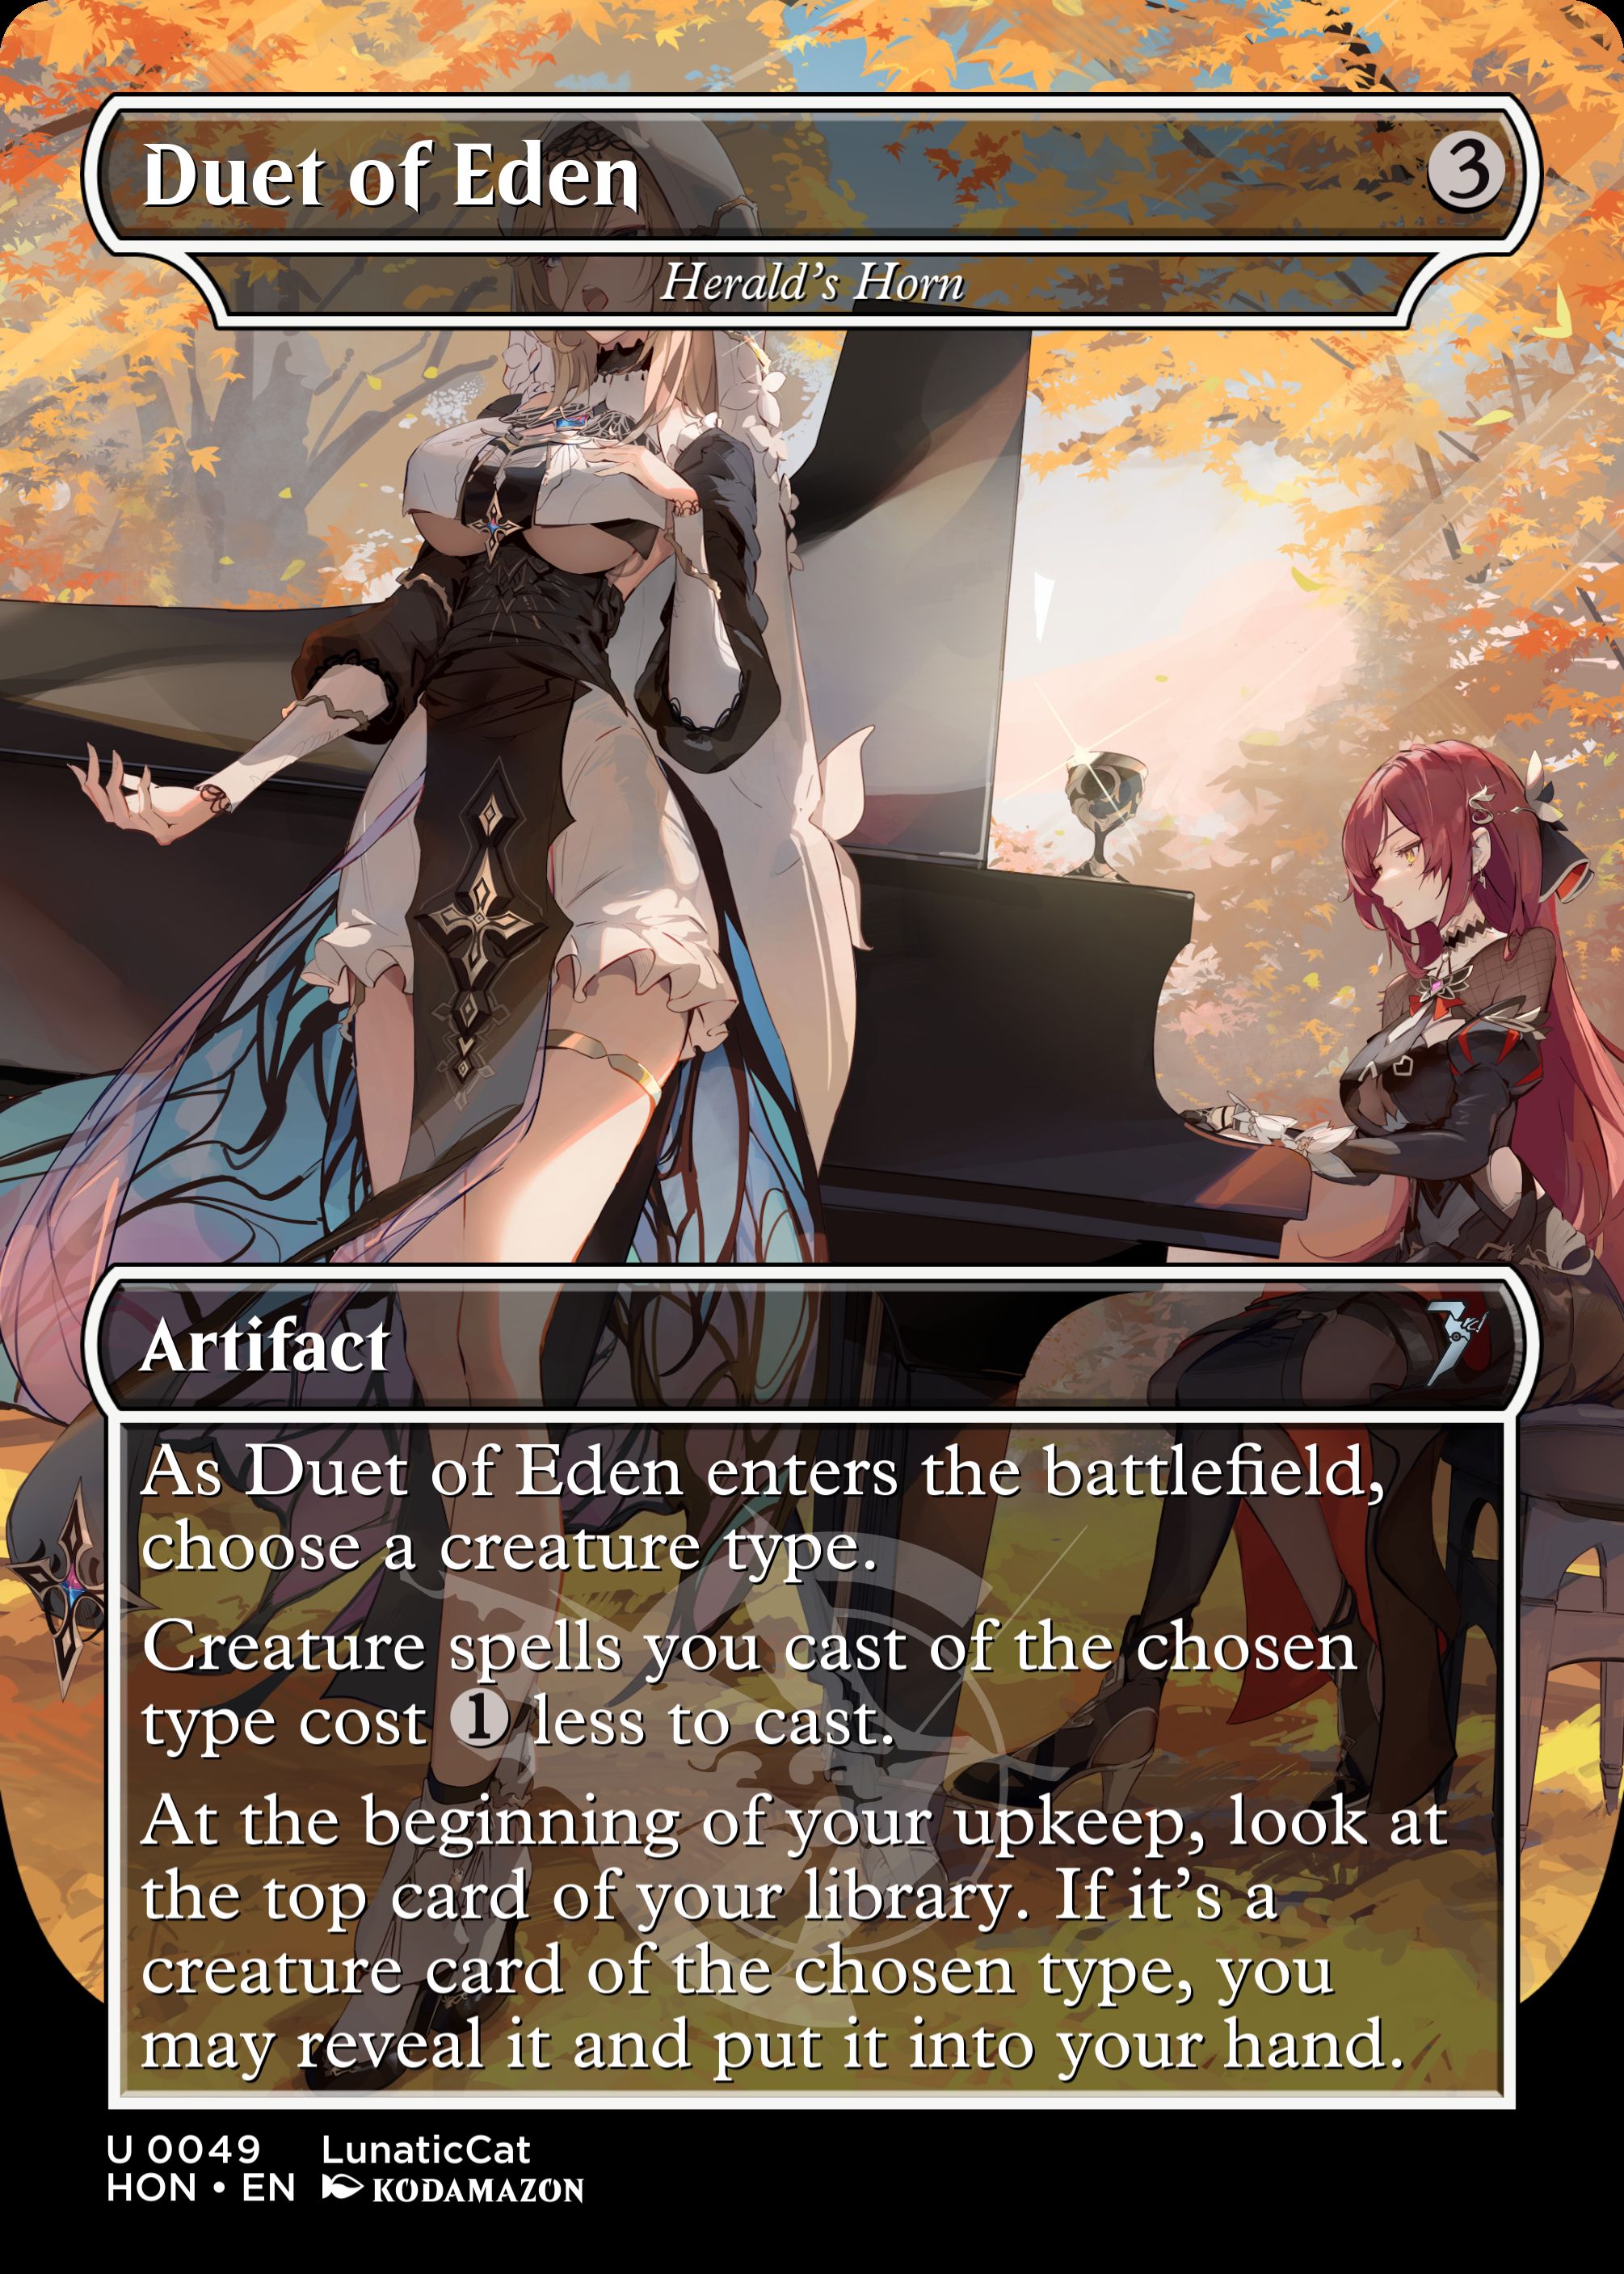 Duet of Eden 3
Herald's Horn
Artifact
As Duet of Eden enters the battlefield,
choose a creature type.
Creature spells you cast of the chosen
type cost 1 less to cast.
At the beginning of your upkeep, look at
the top card of your library. If it's a
creature card of the chosen type, you
may reveal it and put it into your hand.
U 0049 LunaticCat
HON • EN KODAMAZON